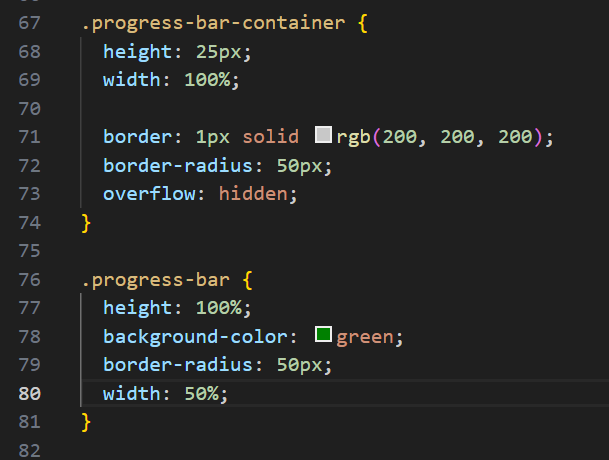 67 .progress-bar-container {
68 height: 25px;
69 width: 100%;
70
71 border: 1px solid rgb(200, 200, 200);
72 border-radius: 50px;
73 overflow: hidden;
74 }
75
76 .progress-bar {
77 height: 100%;
78 background-color: green;
79 border-radius: 50px;
80 width: 50%;
81 }
82